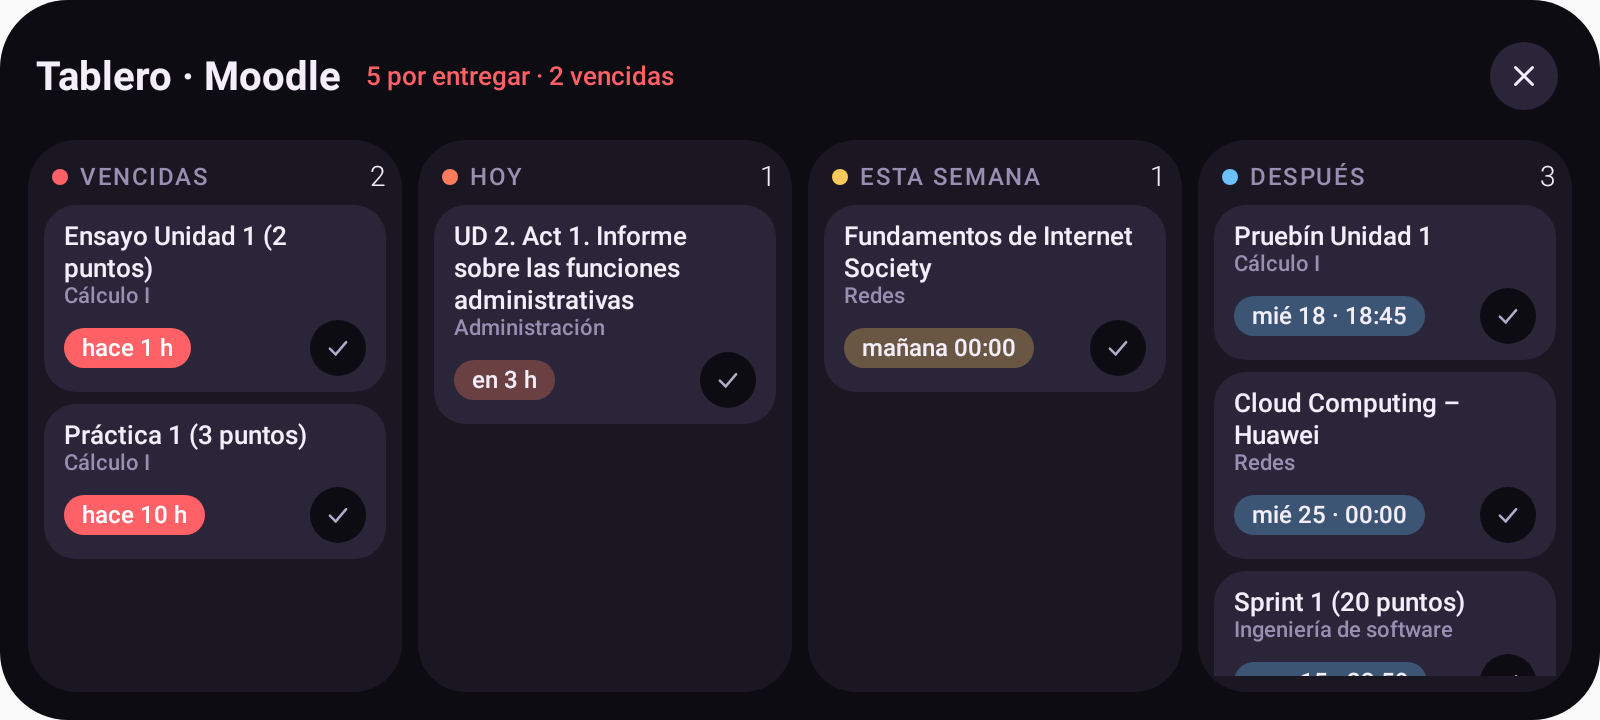 Tablero · Moodle
5 por entregar · 2 vencidas
VENCIDAS 2
Ensayo Unidad 1 (2
puntos)
Cálculo I
hace 1 h
Práctica 1 (3 puntos)
Cálculo I
hace 10 h
HOY 1
UD 2. Act 1. Informe
sobre las funciones
administrativas
Administración
en 3 h
ESTA SEMANA 1
Fundamentos de Internet
Society
Redes
mañana 00:00
DESPUÉS 3
Pruebín Unidad 1
Cálculo I
mié 18 · 18:45
Cloud Computing –
Huawei
Redes
mié 25 · 00:00
Sprint 1 (20 puntos)
Ingeniería de software